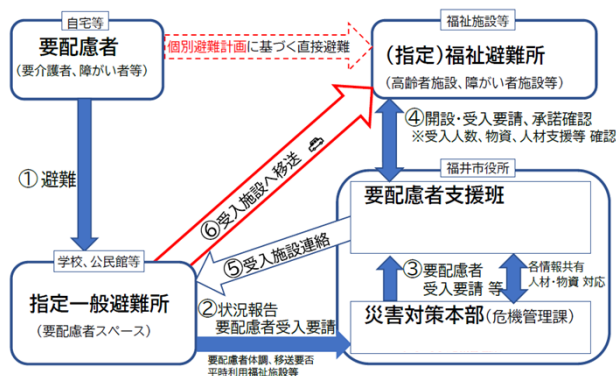 自宅等
要配慮者
(要介護者、障がい者等)
個別避難計画に基づく直接避難
福祉施設等
(指定)福祉避難所
(高齢者施設、障がい者施設等)
①避難
④開設・受入要請、承諾確認
※受入人数、物資、人材支援等 確認
⑥受入施設へ移送
福井市役所
要配慮者支援班
⑤受入施設連絡
③要配慮者
受入要請 等
各情報共有
人材・物資 対応
学校、公民館等
指定一般避難所
(要配慮者スペース)
②状況報告
要配慮者受入要請
要配慮者体調、移送要否
平時利用福祉施設等
災害対策本部(危機管理課)